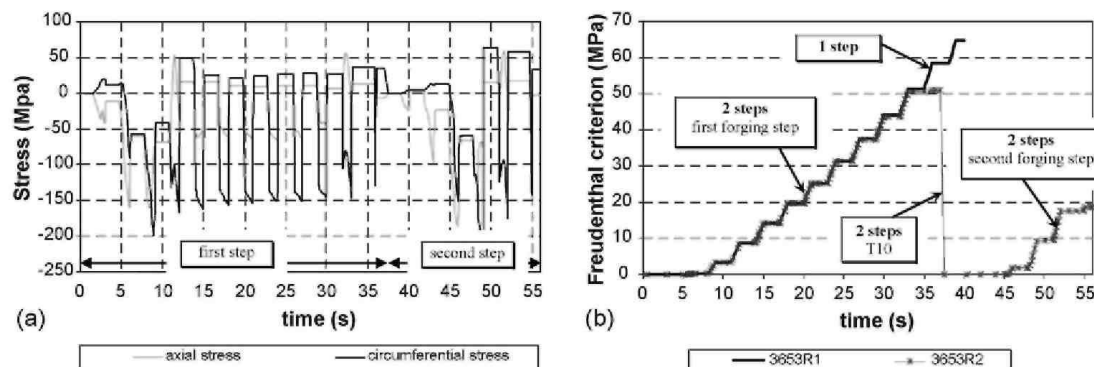 100
50
0
-50
-100
-150
-200
-250
Stress (Mpa)
first step
second step
0 5 10 15 20 25 30 35 40 45 50 55
(a)
time (s)
axial stress
circumferential stress
70
60
50
40
30
20
10
0
Freudenthal criterion (MPa)
1 step
2 steps
first forging step
2 steps
second forging step
2 steps
T10
0 5 10 15 20 25 30 35 40 45 50 55
(b)
time (s)
3653R1
3653R2